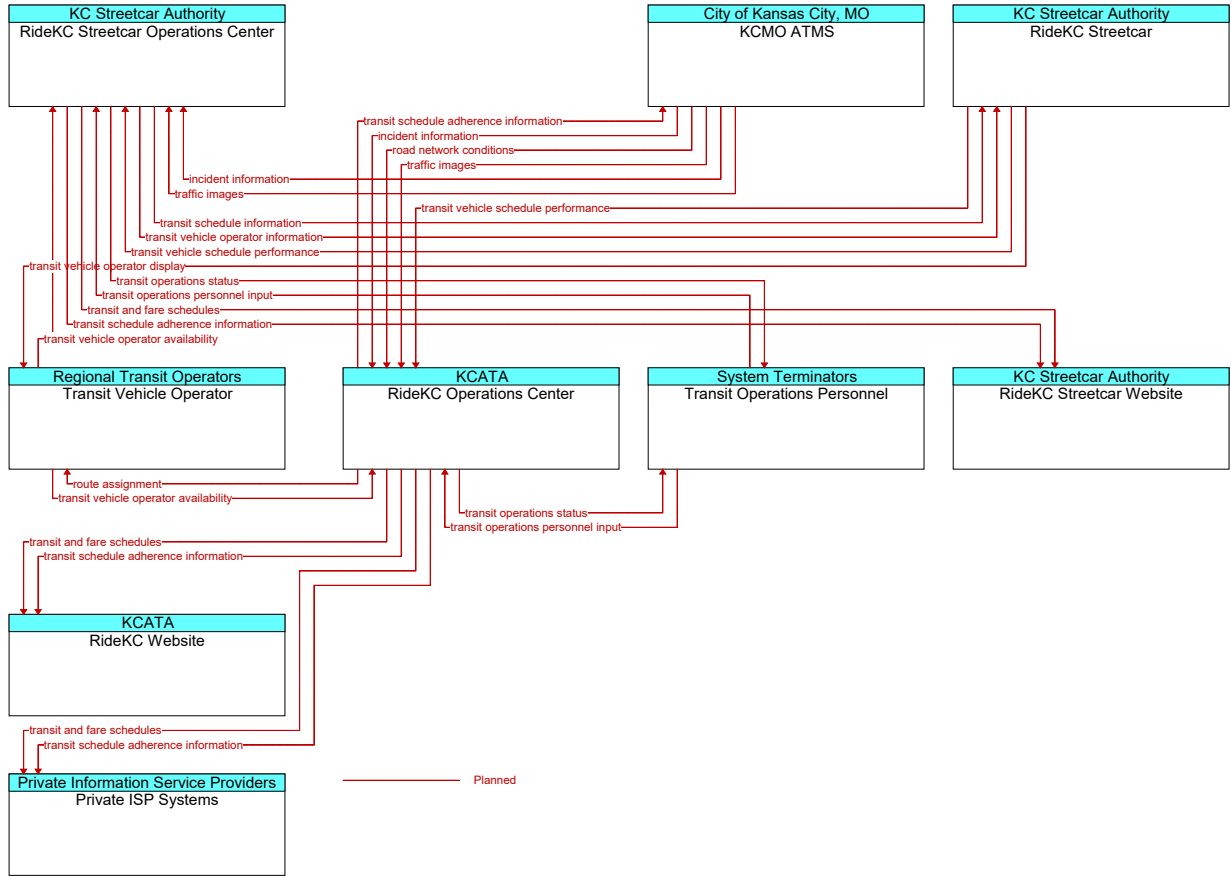 KC Streetcar Authority
RideKC Streetcar Operations Center
City of Kansas City, MO
KCMO ATMS
KC Streetcar Authority
RideKC Streetcar
transit schedule adherence information
incident information
road network conditions
traffic images
incident information
traffic images
transit vehicle schedule performance
transit schedule information
transit vehicle operator information
transit vehicle schedule performance
transit vehicle operator display
transit operations status
transit operations personnel input
transit and fare schedules
transit schedule adherence information
transit vehicle operator availability
Regional Transit Operators
Transit Vehicle Operator
KCATA
RideKC Operations Center
System Terminators
Transit Operations Personnel
KC Streetcar Authority
RideKC Streetcar Website
route assignment
transit vehicle operator availability
transit operations status
transit operations personnel input
transit and fare schedules
transit schedule adherence information
KCATA
RideKC Website
transit and fare schedules
transit schedule adherence information
Private Information Service Providers
Private ISP Systems
Planned